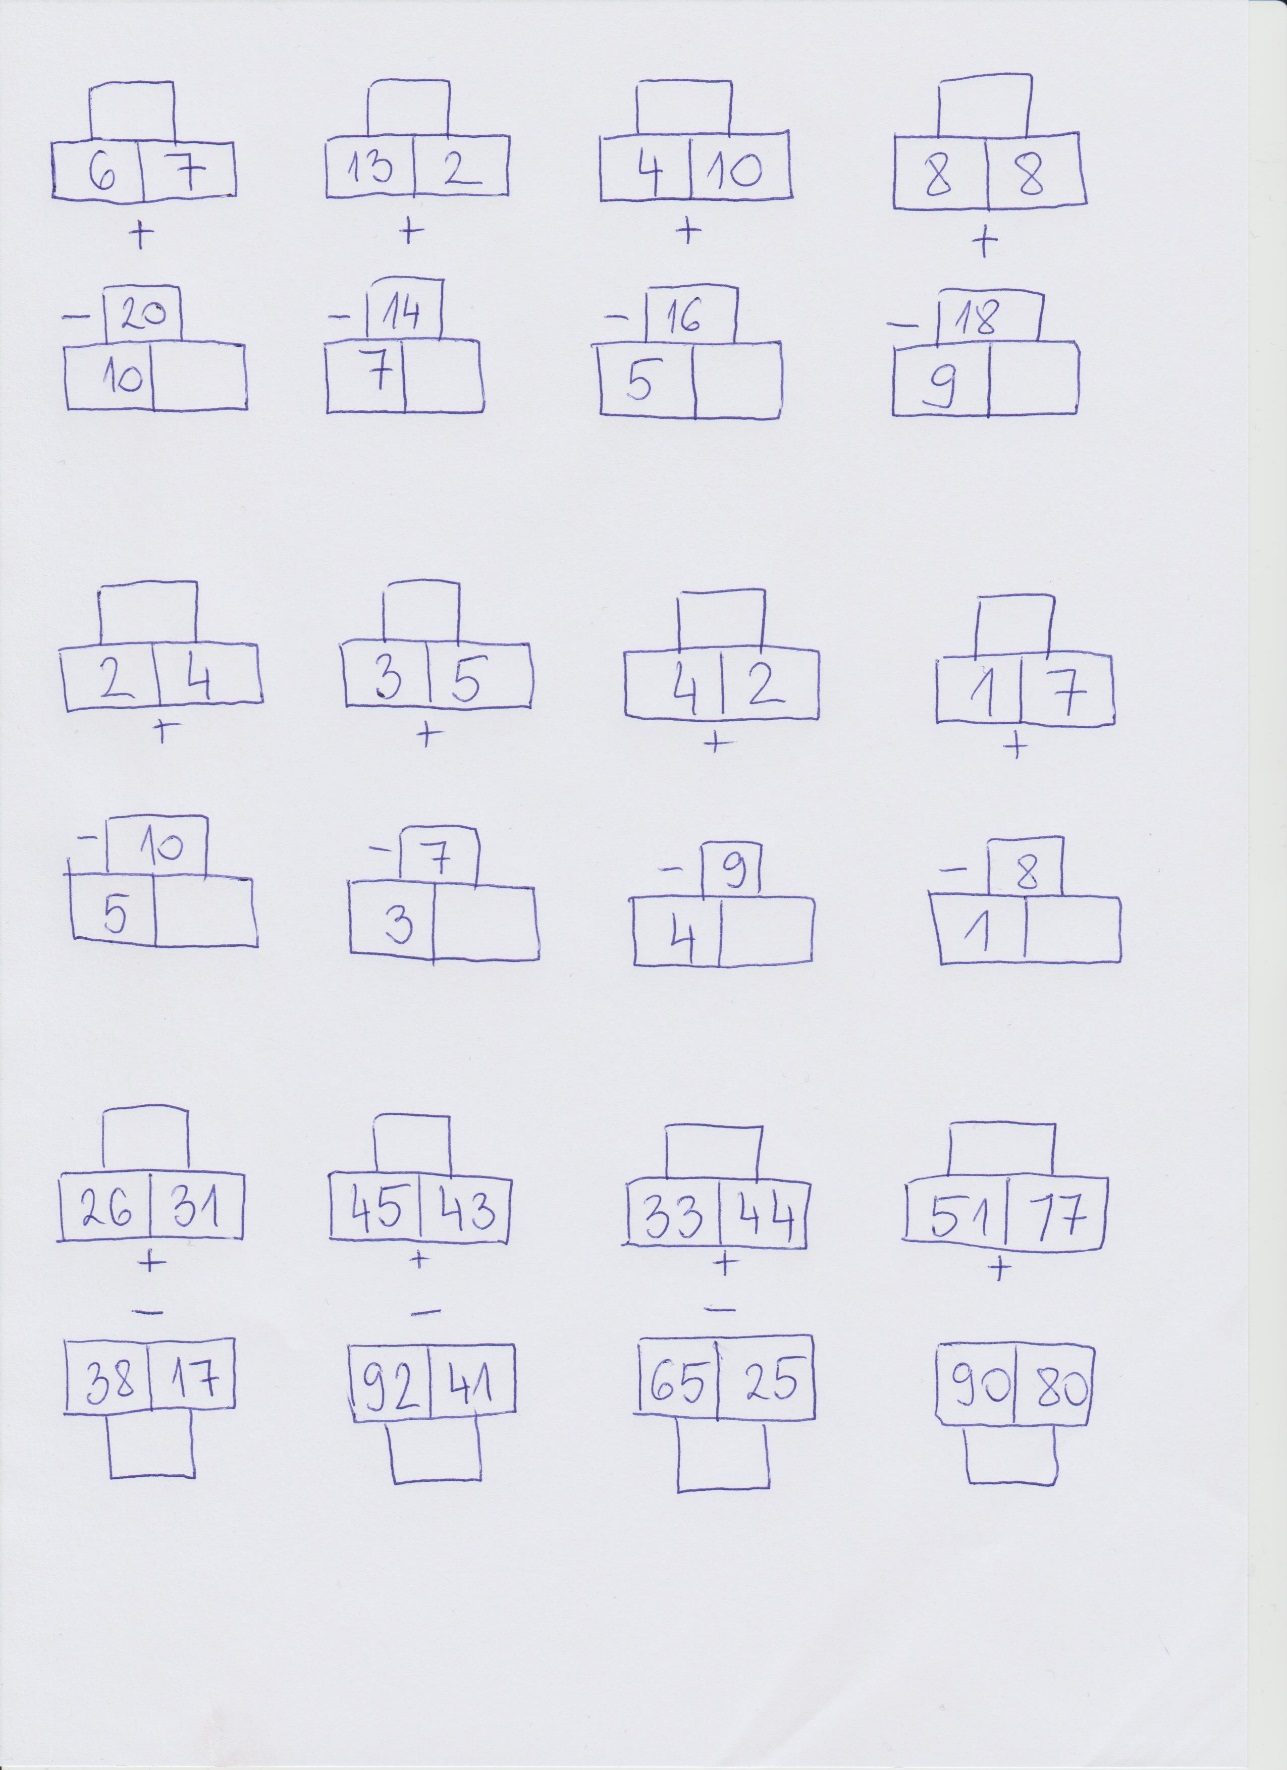 6 7 13 2 4 10 8 8
+ + + +
- 20 - 14 - 16 - 18
10 7 5 9
2 4 3 5 4 2 1 7
+ + + +
- 10 - 7 - 9 - 8
5 3 4 1
26 31 45 43 33 44 51 17
+ + + +
- - -
38 17 92 41 65 25 90 80